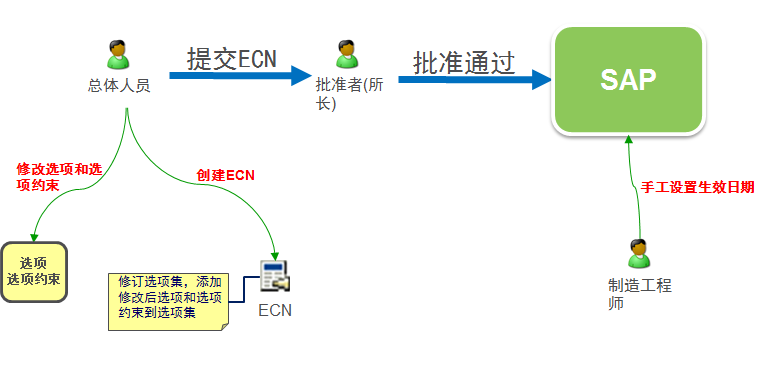 提交ECN
批准通过
SAP
总体人员
批准者(所
长)
修改选项和选
项约束
创建ECN
手工设置生效日期
选项
选项约束
修订选项集，添加
修改后选项和选项
约束到选项集
ECN
制造工程
师